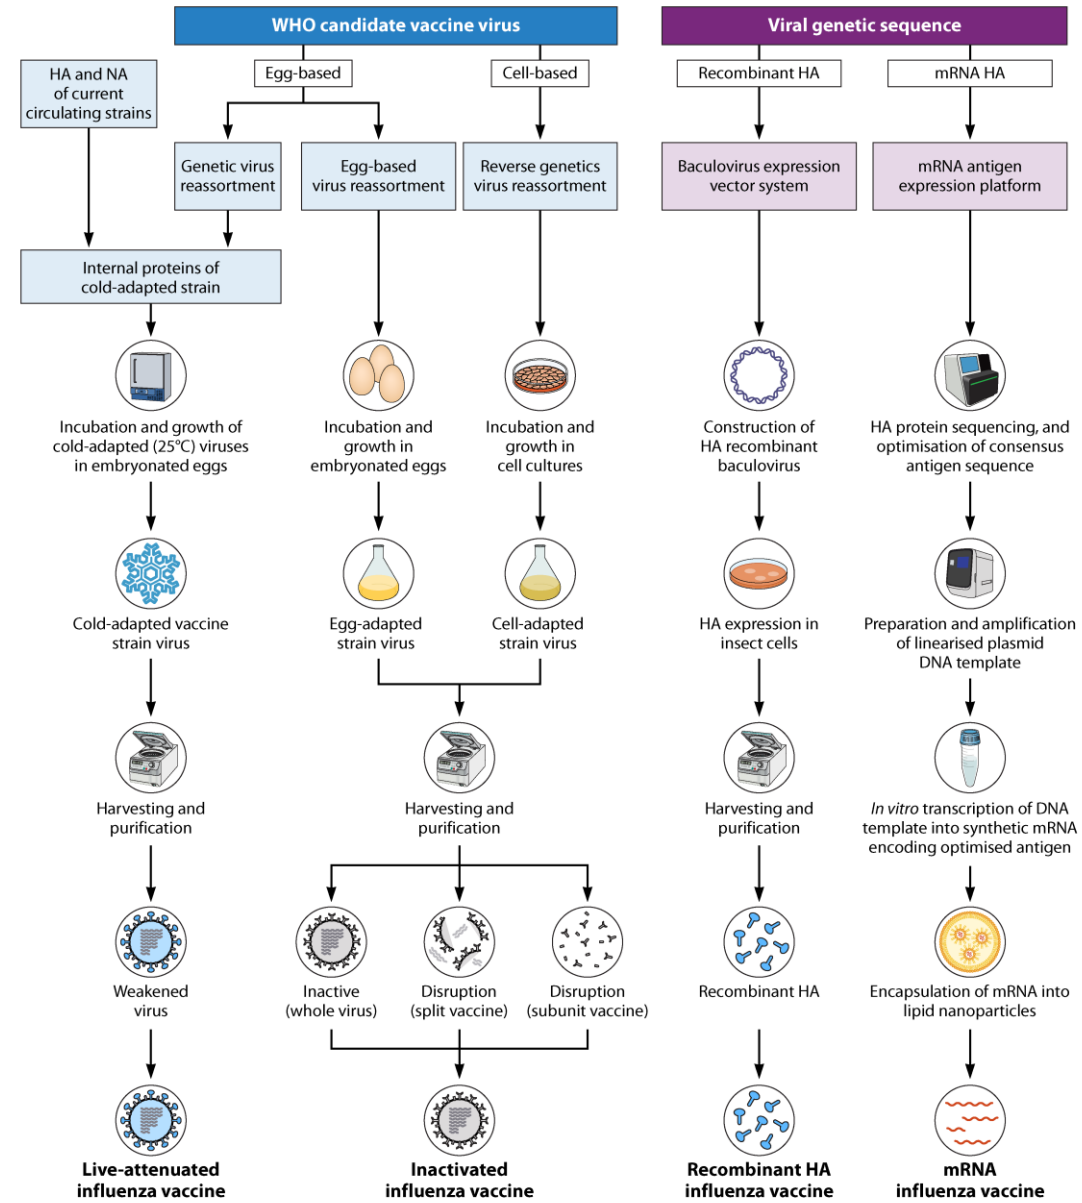 WHO candidate vaccine virus
Viral genetic sequence
HA and NA
of current
circulating strains
Egg-based
Cell-based
Recombinant HA
mRNA HA
Genetic virus
reassortment
Egg-based
virus reassortment
Reverse genetics
virus reassortment
Baculovirus expression
vector system
mRNA antigen
expression platform
Internal proteins of
cold-adapted strain
Incubation and growth of
cold-adapted (25°C) viruses
in embryonated eggs
Incubation and
growth in
embryonated eggs
Incubation and
growth in
cell cultures
Construction of
HA recombinant
baculovirus
HA protein sequencing, and
optimisation of consensus
antigen sequence
Cold-adapted vaccine
strain virus
Egg-adapted
strain virus
Cell-adapted
strain virus
HA expression in
insect cells
Preparation and amplification
of linearised plasmid
DNA template
Harvesting and
purification
Harvesting and
purification
Harvesting and
purification
In vitro transcription of DNA
template into synthetic mRNA
encoding optimised antigen
Weakened
virus
Inactive
(whole virus)
Disruption
(split vaccine)
Disruption
(subunit vaccine)
Recombinant HA
Encapsulation of mRNA into
lipid nanoparticles
Live-attenuated
influenza vaccine
Inactivated
influenza vaccine
Recombinant HA
influenza vaccine
mRNA
influenza vaccine